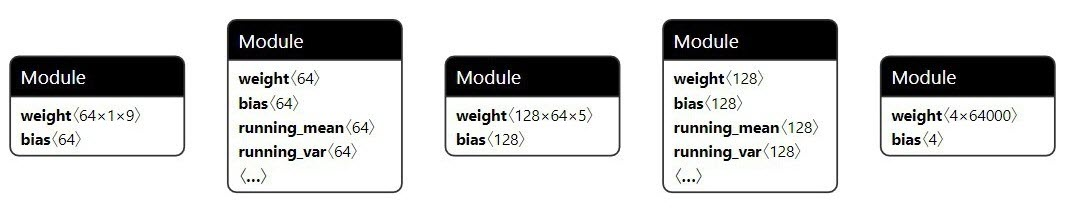 Module
weight〈64×1×9〉
bias〈64〉
Module
weight〈64〉
bias〈64〉
running_mean〈64〉
running_var〈64〉
〈…〉
Module
weight〈128×64×5〉
bias〈128〉
Module
weight〈128〉
bias〈128〉
running_mean〈128〉
running_var〈128〉
〈…〉
Module
weight〈4×64000〉
bias〈4〉